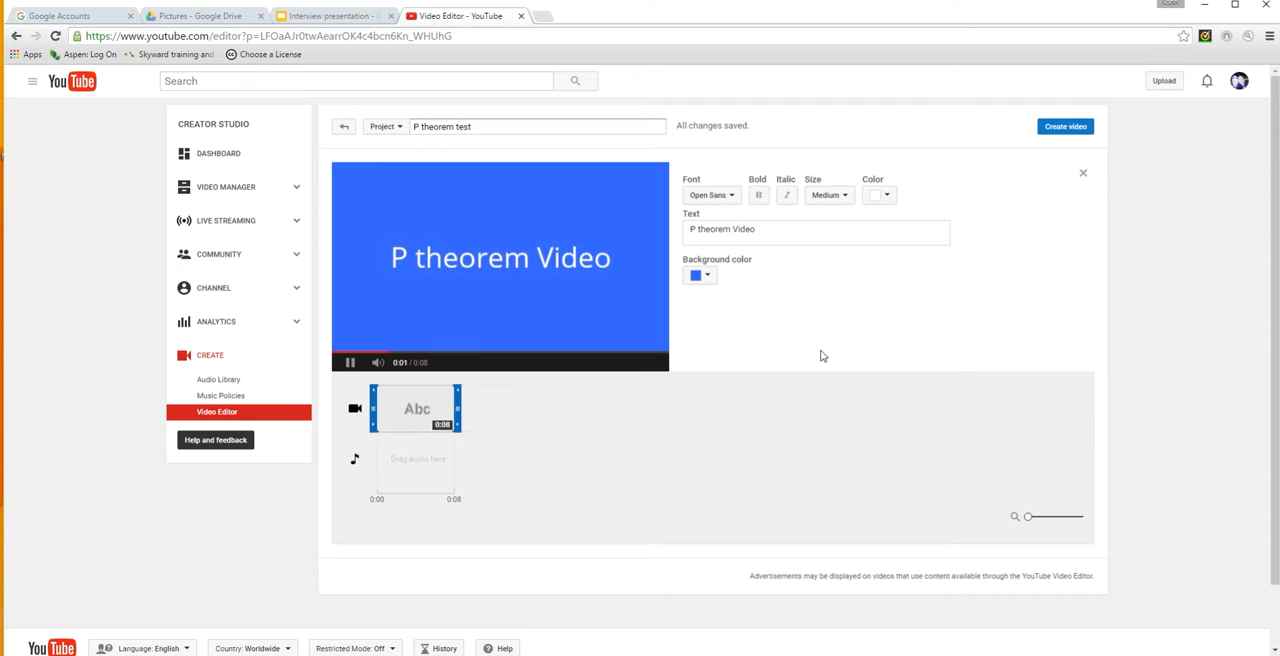 Google Accounts
Pictures - Google Drive
Interview presentation -
Video Editor - YouTube
https://www.youtube.com/editor?p=LFOaAJr0twAearrOK4c4bcn6Kn_WHUhG
Apps
Aspen: Log On
Skyward training and
Choose a License
YouTube
Search
Upload
CREATOR STUDIO
DASHBOARD
VIDEO MANAGER
LIVE STREAMING
COMMUNITY
CHANNEL
ANALYTICS
CREATE
Audio Library
Music Policies
Video Editor
Help and feedback
Project
P theorem test
All changes saved.
Create video
P theorem Video
0:01 / 0:08
Font
Bold
Italic
Size
Color
Open Sans
B
I
Medium
Text
P theorem Video
Background color
Abc
0:08
Drag audio here
0:00
0:08
Advertisements may be displayed on videos that use content available through the YouTube Video Editor.
YouTube
Language: English
Country: Worldwide
Restricted Mode: Off
History
Help